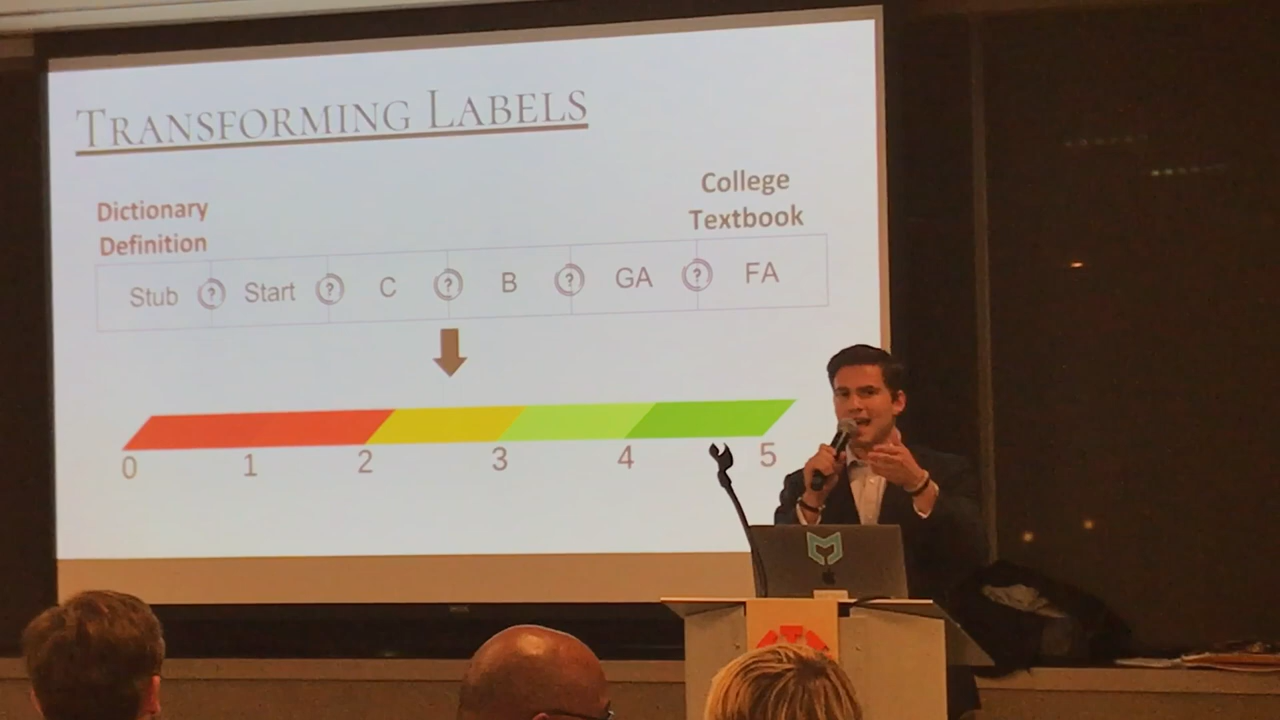 TRANSFORMING LABELS
Dictionary
Definition
College
Textbook
Stub ? Start ? C ? B ? GA ? FA
0 1 2 3 4 5